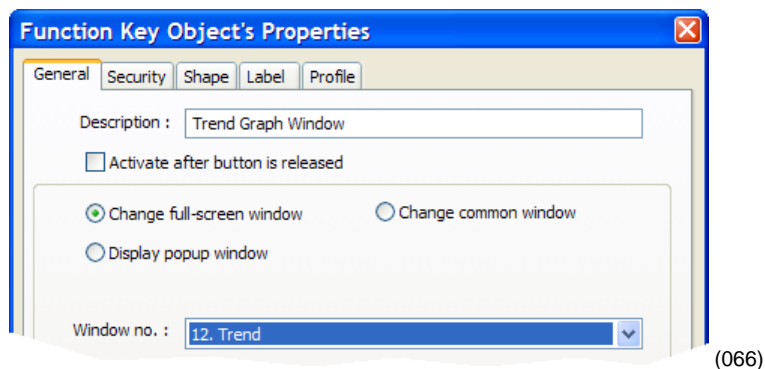 Function Key Object's Properties
General Security Shape Label Profile
Description : Trend Graph Window
Activate after button is released
Change full-screen window Change common window
Display popup window
Window no. : 12. Trend
(066)